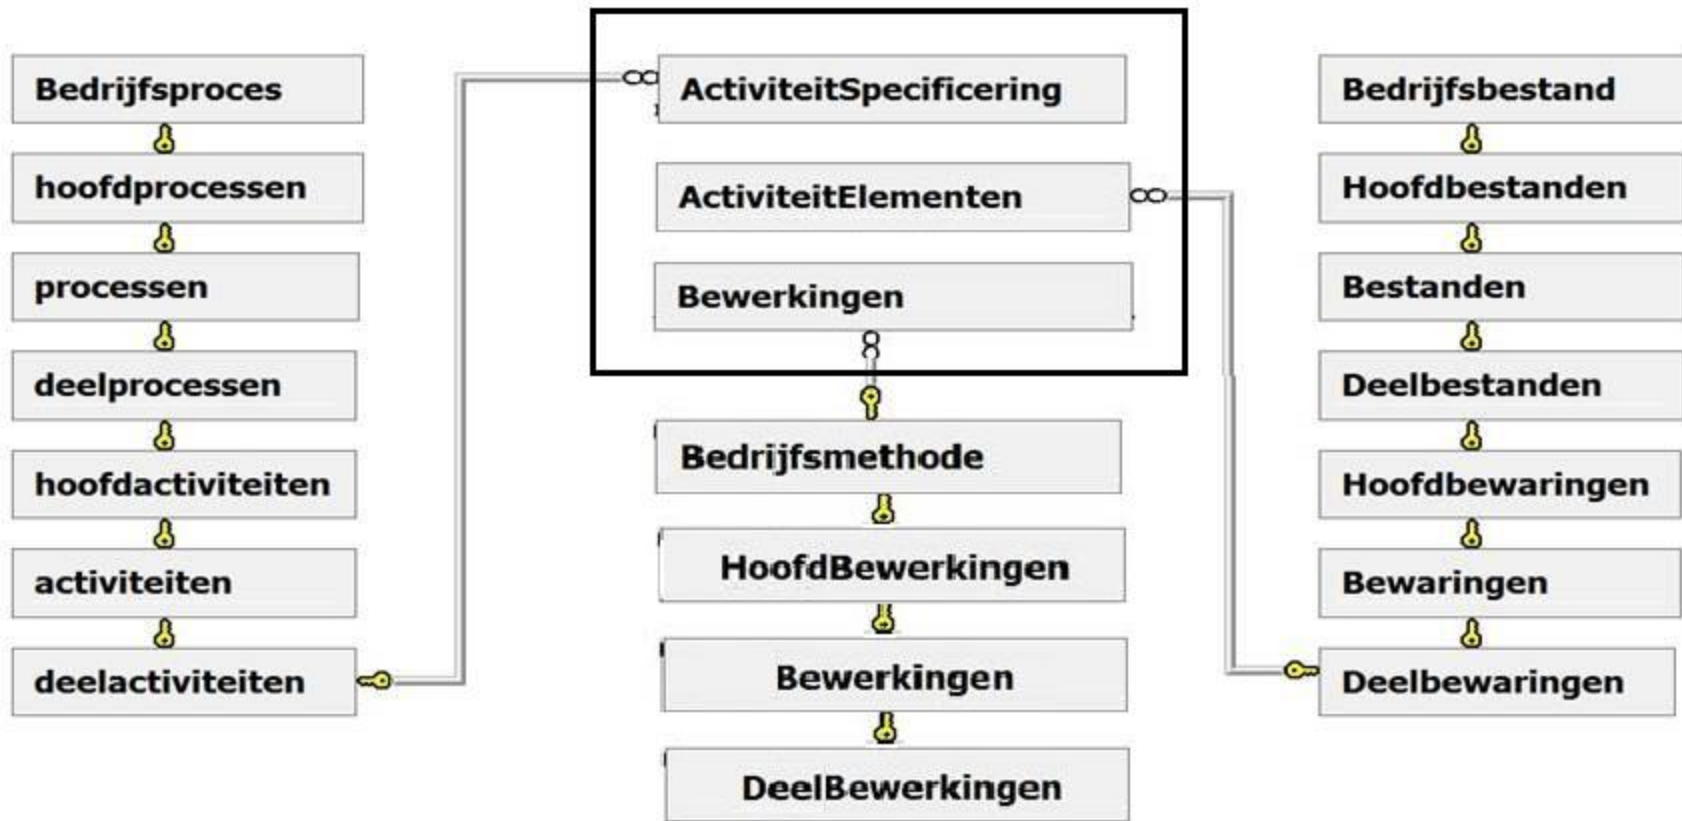 Bedrijfsproces
hoofdprocessen
processen
deelprocessen
hoofdactiviteiten
activiteiten
deelactiviteiten
ActiviteitSpecificering
ActiviteitElementen
Bewerkingen
Bedrijfsmethode
HoofdBewerkingen
Bewerkingen
DeelBewerkingen
Bedrijfsbestand
Hoofdbestanden
Bestanden
Deelbestanden
Hoofdbewaringen
Bewaringen
Deelbewaringen